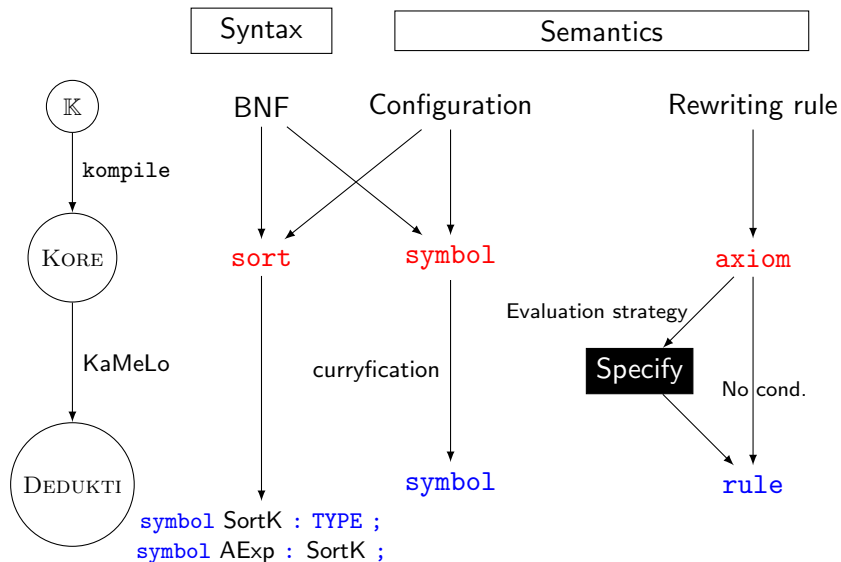 Syntax
Semantics
𝕂
BNF
Configuration
Rewriting rule
kompile
KORE
sort
symbol
axiom
Evaluation strategy
KaMeLo
curryfication
Specify
No cond.
DEDUKTI
symbol
rule
symbol SortK : TYPE ;
symbol AExp : SortK ;